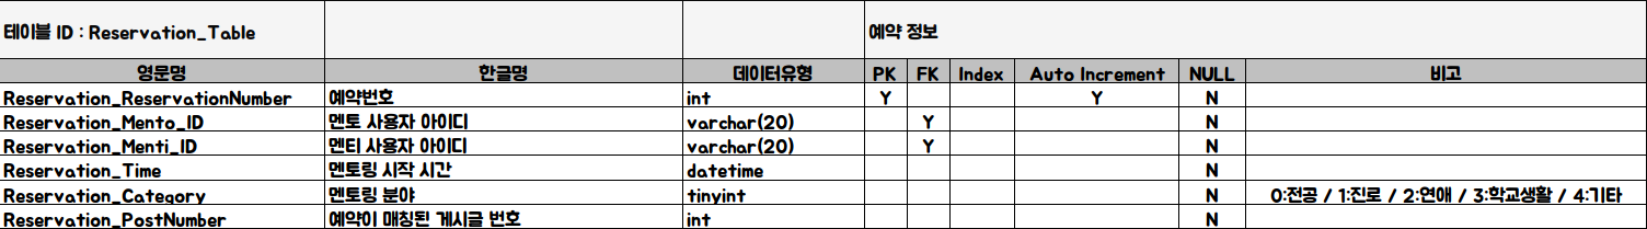 테이블 ID : Reservation_Table 예약 정보
영문명 한글명 데이터유형 PK FK Index Auto Increment NULL 비고
Reservation_ReservationNumber 예약번호 int Y Y N
Reservation_Mento_ID 멘토 사용자 아이디 varchar(20) Y N
Reservation_Menti_ID 멘티 사용자 아이디 varchar(20) Y N
Reservation_Time 멘토링 시작 시간 datetime N
Reservation_Category 멘토링 분야 tinyint N 0:전공 / 1:진로 / 2:연애 / 3:학교생활 / 4:기타
Reservation_PostNumber 예약이 매칭된 게시글 번호 int N